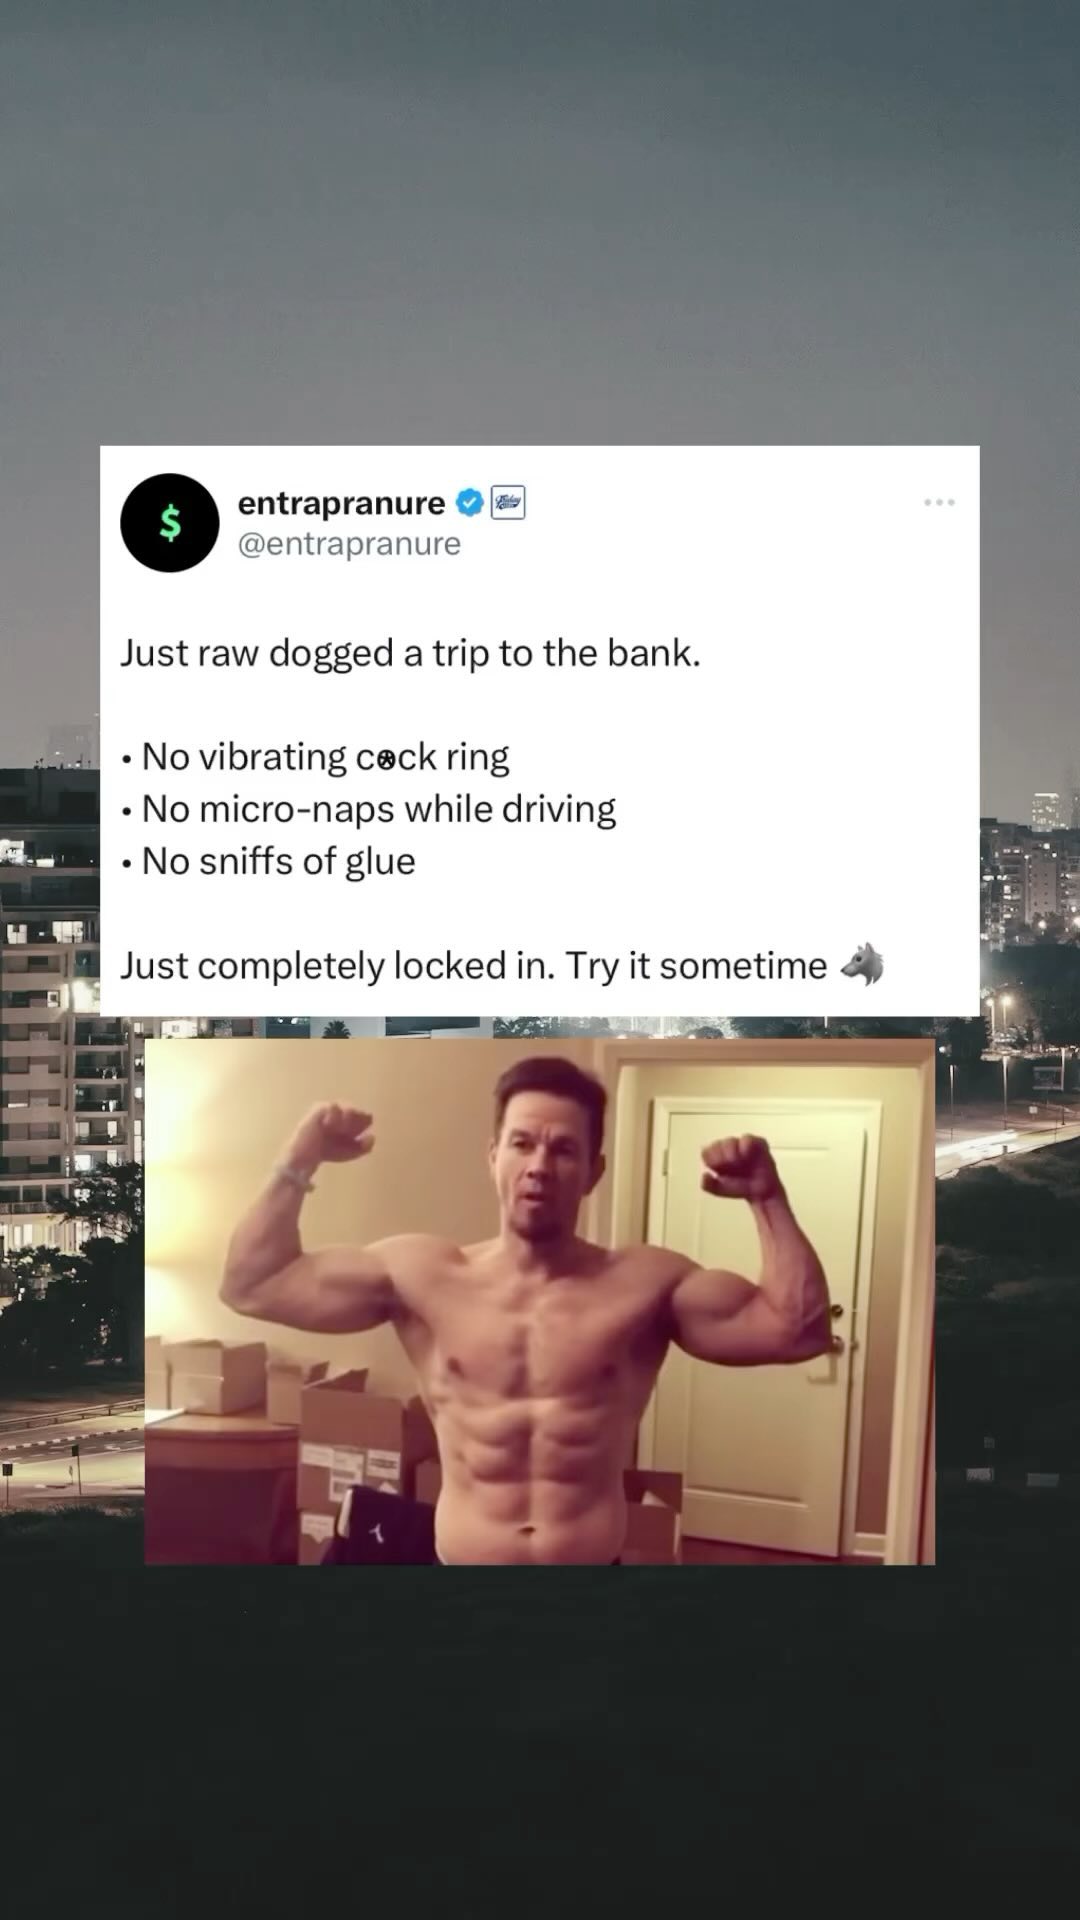 entrapranure
@entrapranure
Just raw dogged a trip to the bank.
• No vibrating c*ck ring
• No micro-naps while driving
• No sniffs of glue
Just completely locked in. Try it sometime 🐺